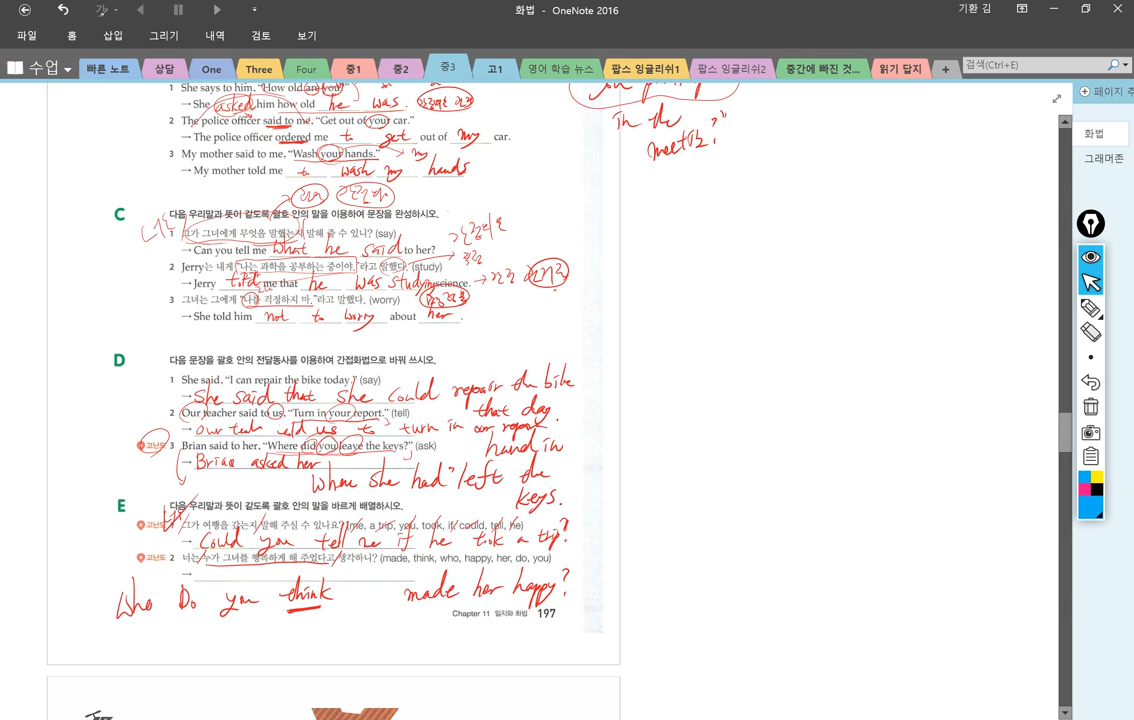 화법 - OneNote 2016
기환 김
파일 홈 삽입 그리기 내역 검토 보기
수업 빠른 노트 상담 One Three Four 중1 중2 중3 고1 영어 학습 노트 팝스 잉글리쉬1 팝스 잉글리쉬2 중간에 빠진 것... 읽기 답지 + 검색(Ctrl+E)
페이지 추
화법
그래머존
in the
1 She says to him, "How old are you?"
→ She asked him how old he was.
2 The police officer said to me, "Get out of your car."
→ The police officer ordered me to get out of my car.
3 My mother said to me, "Wash your hands." → my
→ My mother told me to wash my hands
C 다음 우리말과 뜻이 같도록 괄호 안의 말을 이용하여 문장을 완성하시오.
1 그가 그녀에게 무엇을 말했는지 말해 줄 수 있니? (say)
→ Can you tell me what he said to her?
2 Jerry는 내게 "나는 과학을 공부하는 중이야."라고 말했다. (study)
→ Jerry told me that he was studying science.
3 그녀는 그에게 "나를 걱정하지 마."라고 말했다. (worry)
→ She told him not to worry about her.
D 다음 문장을 괄호 안의 전달동사를 이용하여 간접화법으로 바꿔 쓰시오.
1 She said, "I can repair the bike today." (say)
→ She said that she could repair the bike
that day.
2 Our teacher said to us, "Turn in your report." (tell)
→ our told us to turn in our report
hand in
고난도 3 Brian said to her, "Where did you leave the keys?" (ask)
→ Brian asked her
where she had left the
keys.
E 다음 우리말과 뜻이 같도록 괄호 안의 말을 바르게 배열하시오.
고난도 1 그가 여행을 갔는지 말해 주실 수 있나요? (me, a trip, you, took, if, could, tell, he)
→ Could you tell me if he took a trip?
고난도 2 너는 누가 그녀를 행복하게 해 주었다고 생각하니? (made, think, who, happy, her, do, you)
→
Who Do you think made her happy?
Chapter 11 일치와 화법 197